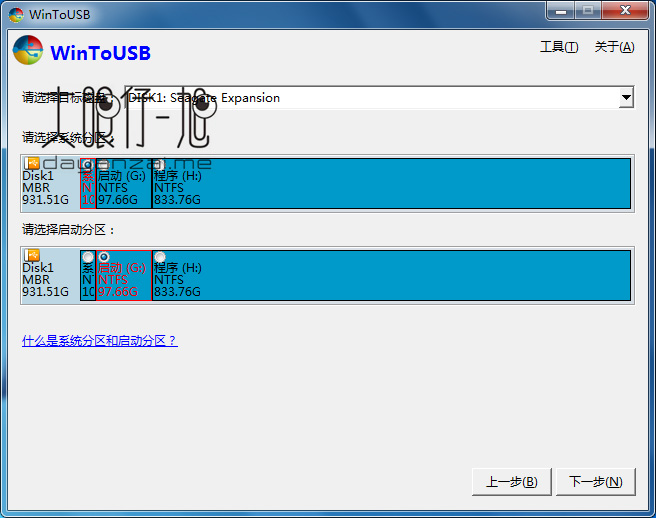 WinToUSB
WinToUSB
工具(T) 关于(A)
请选择目标磁盘： DISK1: Seagate Expansion
大眼仔~旭
dayanzai.me
请选择系统分区：
Disk1
MBR
931.51G
系
NT
10
启动 (G:)
NTFS
97.66G
程序 (H:)
NTFS
833.76G
请选择启动分区：
Disk1
MBR
931.51G
系
NT
10
启动 (G:)
NTFS
97.66G
程序 (H:)
NTFS
833.76G
什么是系统分区和启动分区？
上一步(B) 下一步(N)